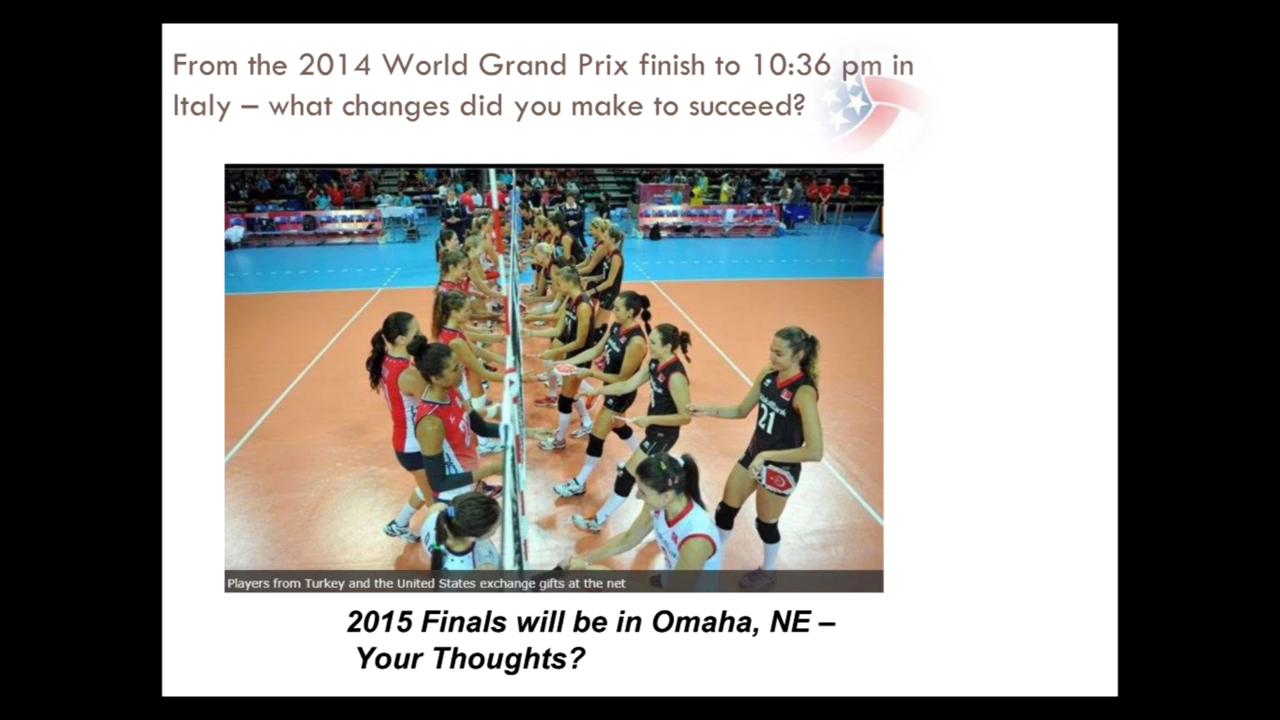 From the 2014 World Grand Prix finish to 10:36 pm in
Italy – what changes did you make to succeed?
21
Players from Turkey and the United States exchange gifts at the net
2015 Finals will be in Omaha, NE –
Your Thoughts?